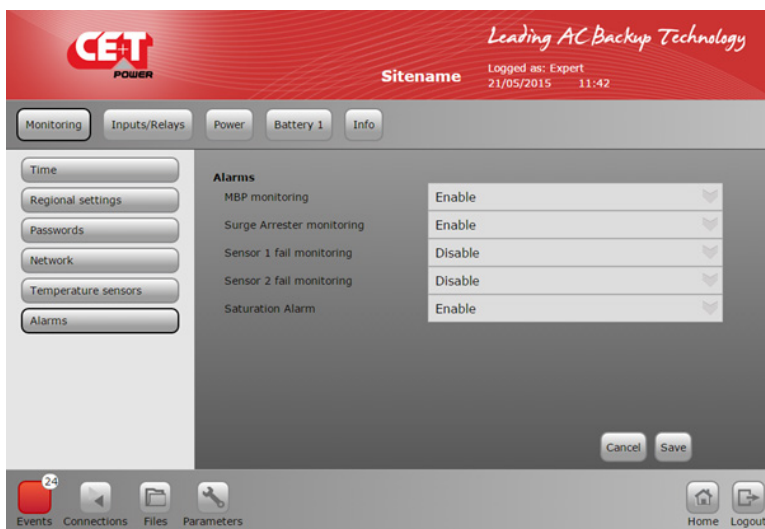 CE+T
POWER
Leading AC Backup Technology
Sitename
Logged as: Expert
21/05/2015 11:42
Monitoring Inputs/Relays Power Battery 1 Info
Time
Regional settings
Passwords
Network
Temperature sensors
Alarms
Alarms
MBP monitoring Enable
Surge Arrester monitoring Enable
Sensor 1 fail monitoring Disable
Sensor 2 fail monitoring Disable
Saturation Alarm Enable
Cancel Save
24
Events Connections Files Parameters Home Logout